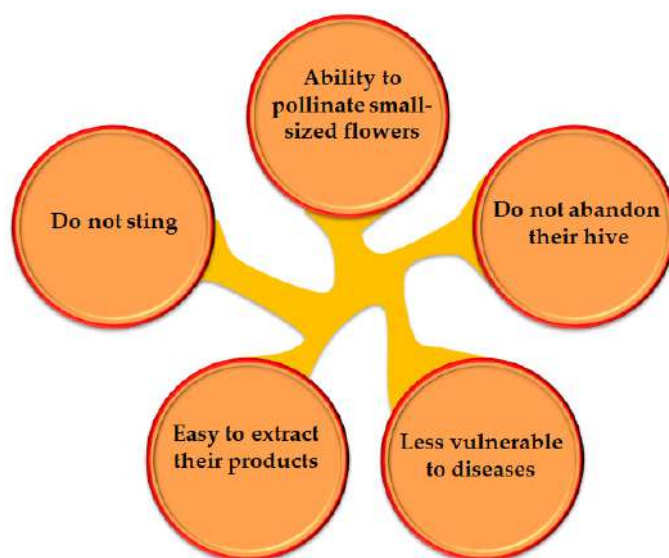 Ability to
pollinate small-
sized flowers
Do not sting
Do not abandon
their hive
Easy to extract
their products
Less vulnerable
to diseases